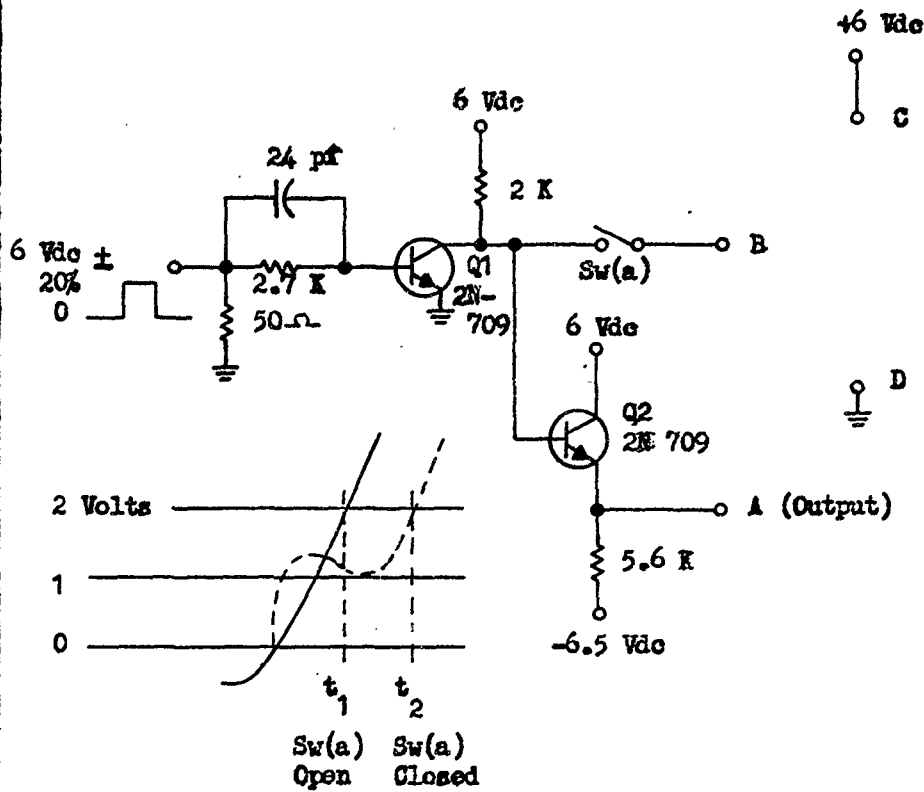 +6 Vdc
C
6 Vdc
24 pf
2 K
6 Vdc ±
20%
0
2.7 K
50 Ω
Q1
2N-
709
Sw(a)
B
6 Vdc
D
Q2
2N 709
2 Volts
1
0
A (Output)
5.6 K
-6.5 Vdc
t1
t2
Sw(a)
Open
Sw(a)
Closed